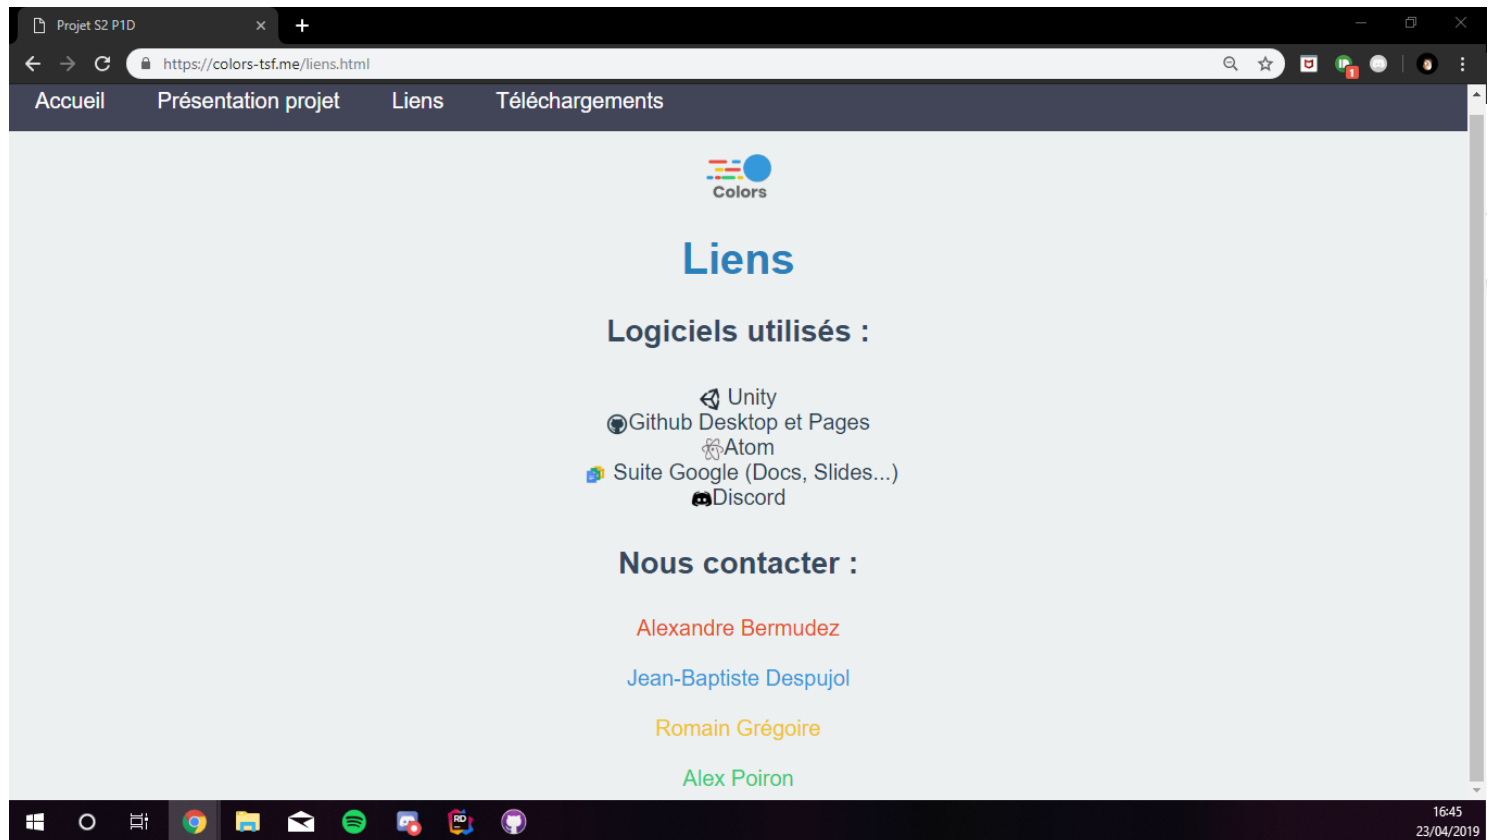 Projet S2 P1D
https://colors-tsf.me/liens.html
1
Accueil Présentation projet Liens Téléchargements
Colors
Liens
Logiciels utilisés :
Unity
Github Desktop et Pages
Atom
Suite Google (Docs, Slides...)
Discord
Nous contacter :
Alexandre Bermudez
Jean-Baptiste Despujol
Romain Grégoire
Alex Poiron
RD
16:45
23/04/2019